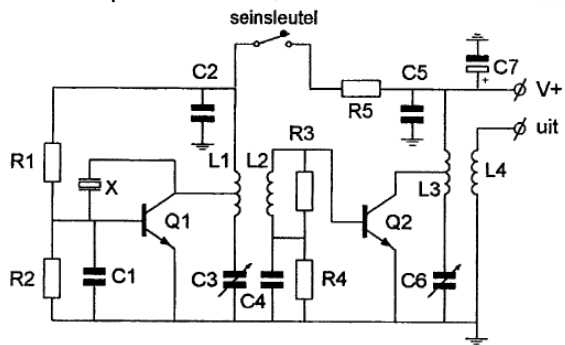 seinsleutel
C7
C2
C5
V+
R5
uit
R1
R3
L1
L2
L3
L4
X
Q1
Q2
R2
C1
C3
C4
R4
C6
+